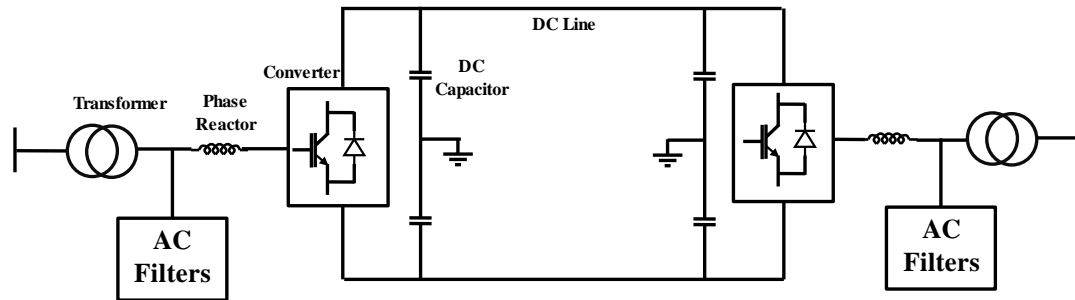 DC Line
Converter
DC
Capacitor
Transformer
Phase
Reactor
AC
Filters
AC
Filters